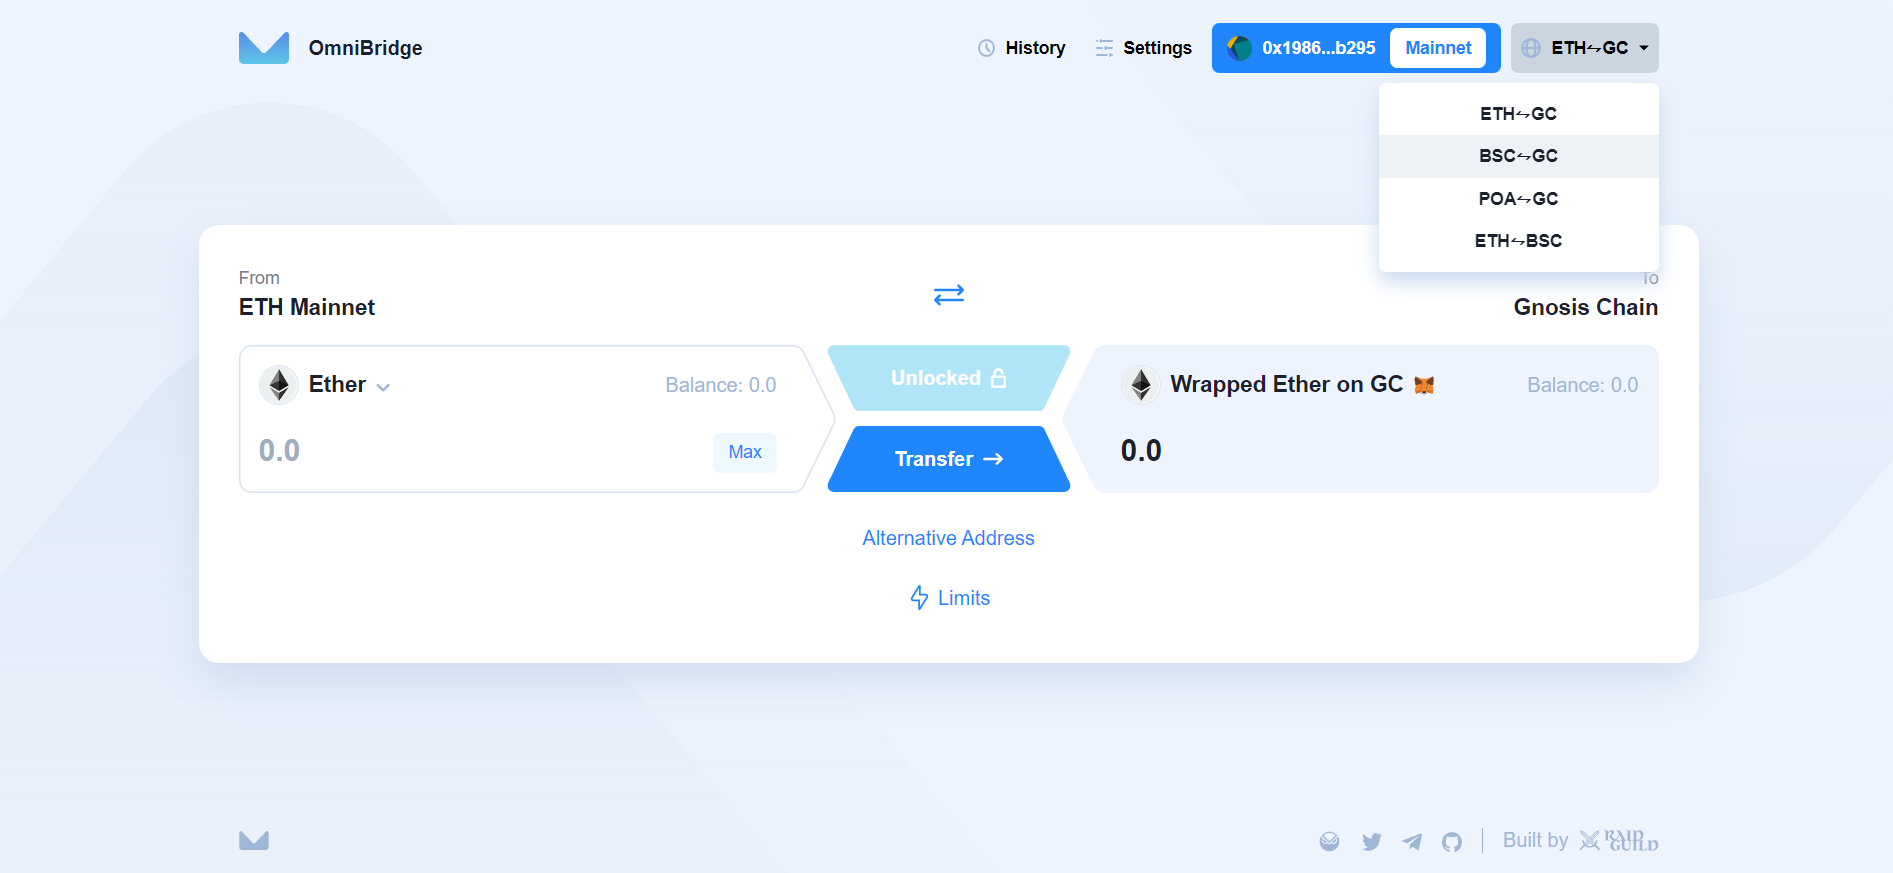 OmniBridge
History
Settings
0x1986...b295
Mainnet
ETH⇋GC
ETH⇋GC
BSC⇋GC
POA⇋GC
ETH⇋BSC
From
ETH Mainnet
To
Gnosis Chain
Ether
Balance: 0.0
0.0
Max
Unlocked
Transfer
Wrapped Ether on GC
Balance: 0.0
0.0
Alternative Address
Limits
Built by
RAID
GUILD